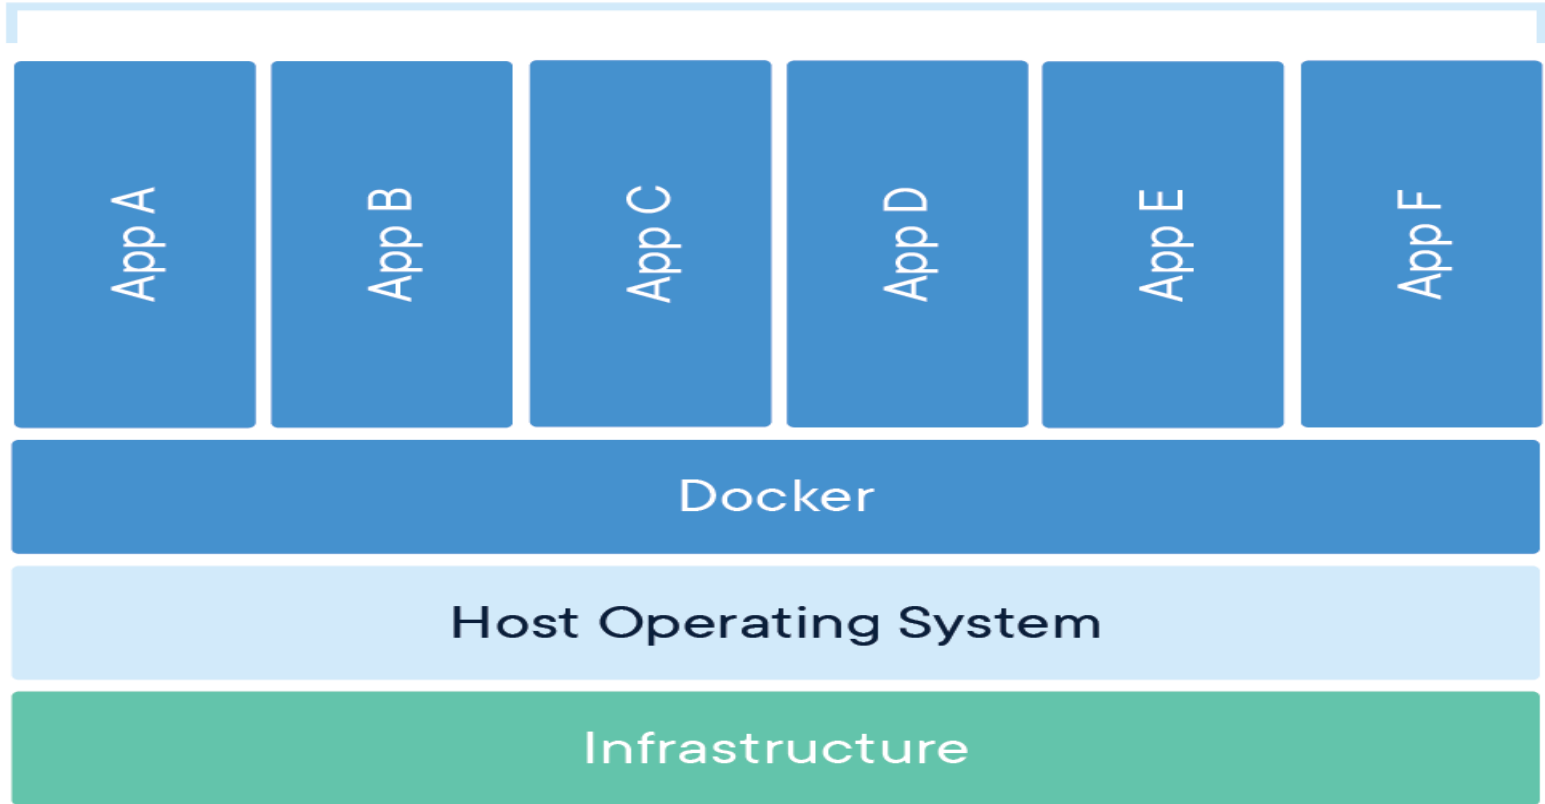 App A
App B
App C
App D
App E
App F
Docker
Host Operating System
Infrastructure